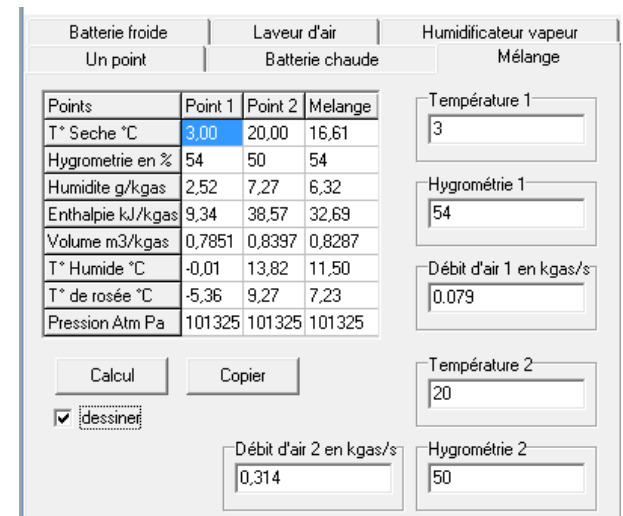 Batterie froide Laveur d'air Humidificateur vapeur
Un point Batterie chaude Mélange
Points Point 1 Point 2 Melange
T° Seche °C 3,00 20,00 16,61
Hygrometrie en % 54 50 54
Humidite g/kgas 2,52 7,27 6,32
Enthalpie kJ/kgas 9,34 38,57 32,69
Volume m3/kgas 0,7851 0,8397 0,8287
T° Humide °C -0,01 13,82 11,50
T° de rosée °C -5,36 9,27 7,23
Pression Atm Pa 101325 101325 101325
Calcul Copier
dessiner
Température 1
3
Hygrométrie 1
54
Débit d'air 1 en kgas/s
0.079
Température 2
20
Débit d'air 2 en kgas/s
0,314
Hygrométrie 2
50